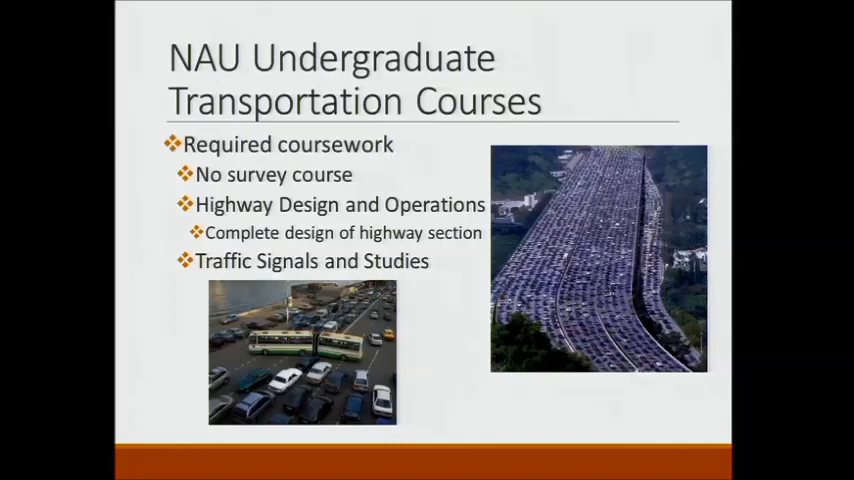 NAU Undergraduate
Transportation Courses
Required coursework
No survey course
Highway Design and Operations
Complete design of highway section
Traffic Signals and Studies